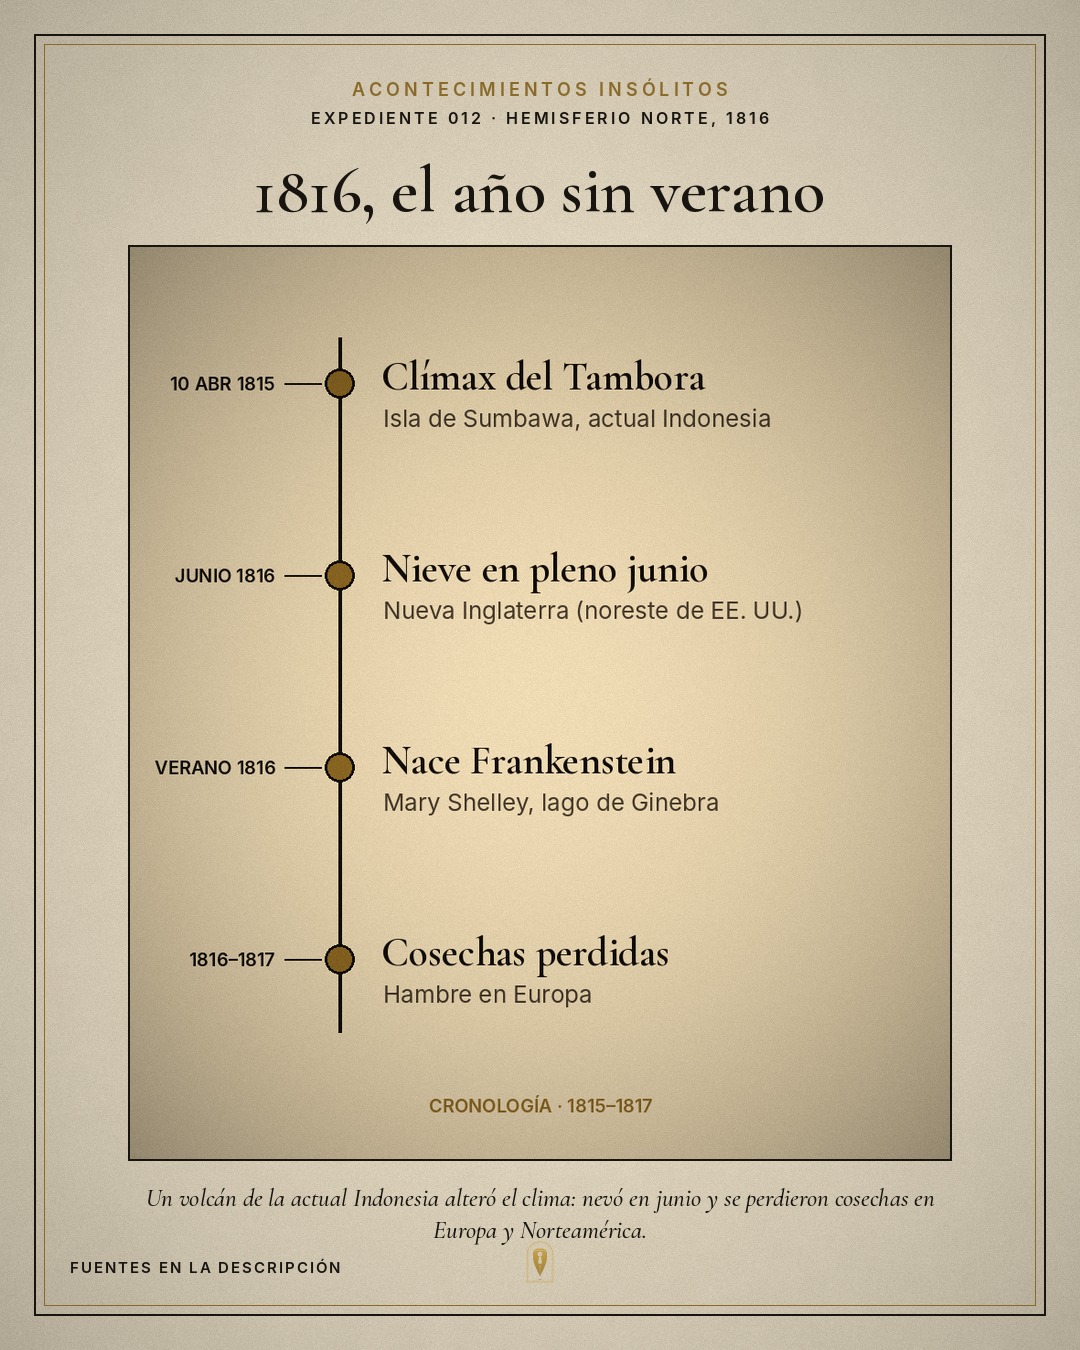 ACONTECIMIENTOS INSÓLITOS
EXPEDIENTE 012 · HEMISFERIO NORTE, 1816
1816, el año sin verano
10 ABR 1815
Clímax del Tambora
Isla de Sumbawa, actual Indonesia
JUNIO 1816
Nieve en pleno junio
Nueva Inglaterra (noreste de EE. UU.)
VERANO 1816
Nace Frankenstein
Mary Shelley, lago de Ginebra
1816–1817
Cosechas perdidas
Hambre en Europa
CRONOLOGÍA · 1815–1817
Un volcán de la actual Indonesia alteró el clima: nevó en junio y se perdieron cosechas en
Europa y Norteamérica.
FUENTES EN LA DESCRIPCIÓN